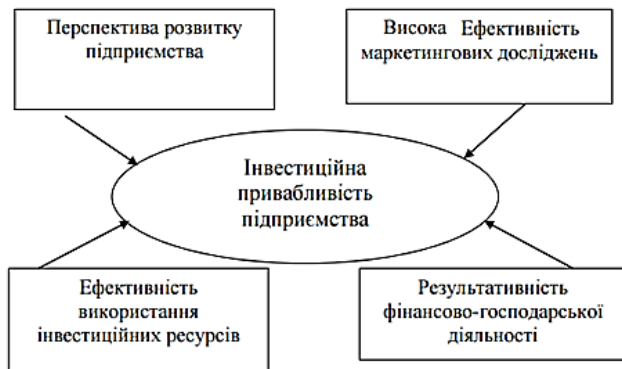 Перспектива розвитку
підприємства
Висока Ефективність
маркетингових досліджень
Інвестиційна
привабливість
підприємства
Ефективність
використання
інвестиційних ресурсів
Результативність
фінансово-господарської
діяльності